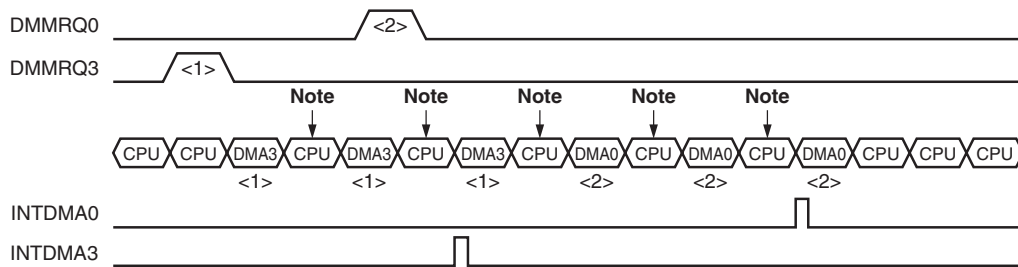 DMMRQ0
<2>
DMMRQ3
<1>
Note Note Note Note Note
CPU CPU DMA3 CPU DMA3 CPU DMA3 CPU DMA0 CPU DMA0 CPU DMA0 CPU CPU CPU
<1> <1> <1> <2> <2> <2>
INTDMA0
INTDMA3